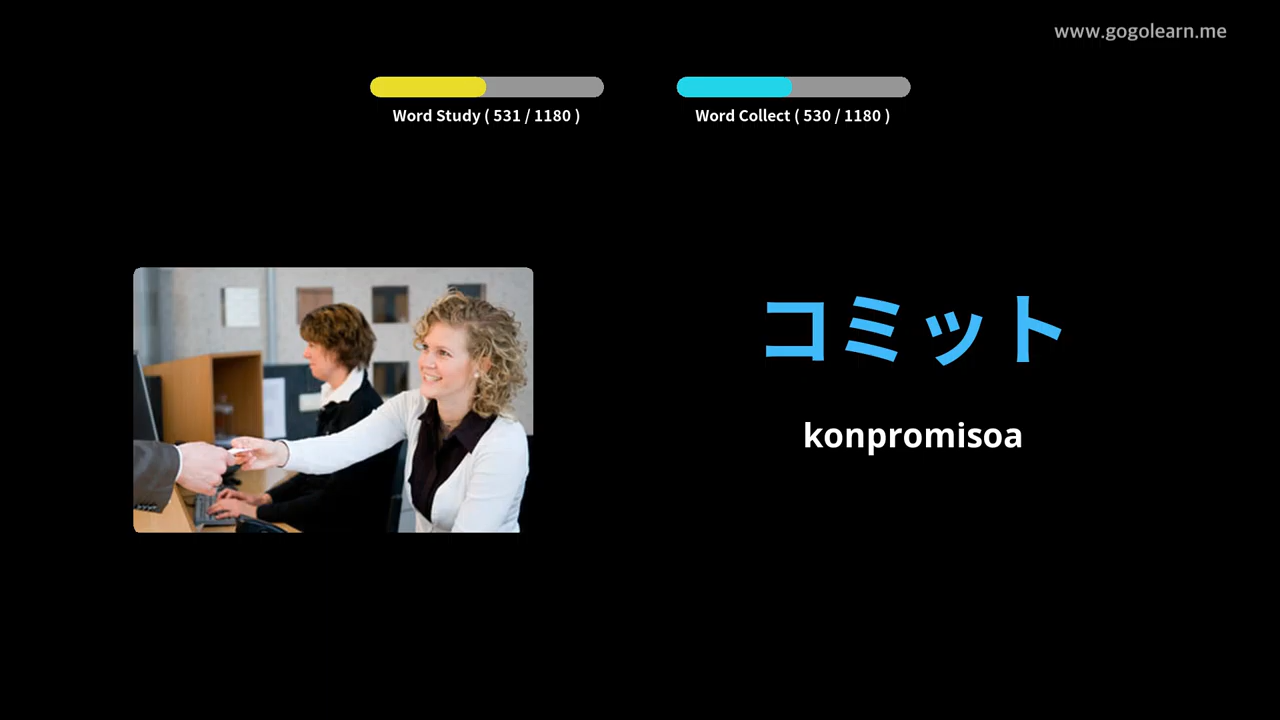 www.gogolearn.me
Word Study ( 531 / 1180 )
Word Collect ( 530 / 1180 )
コミット
konpromisoa